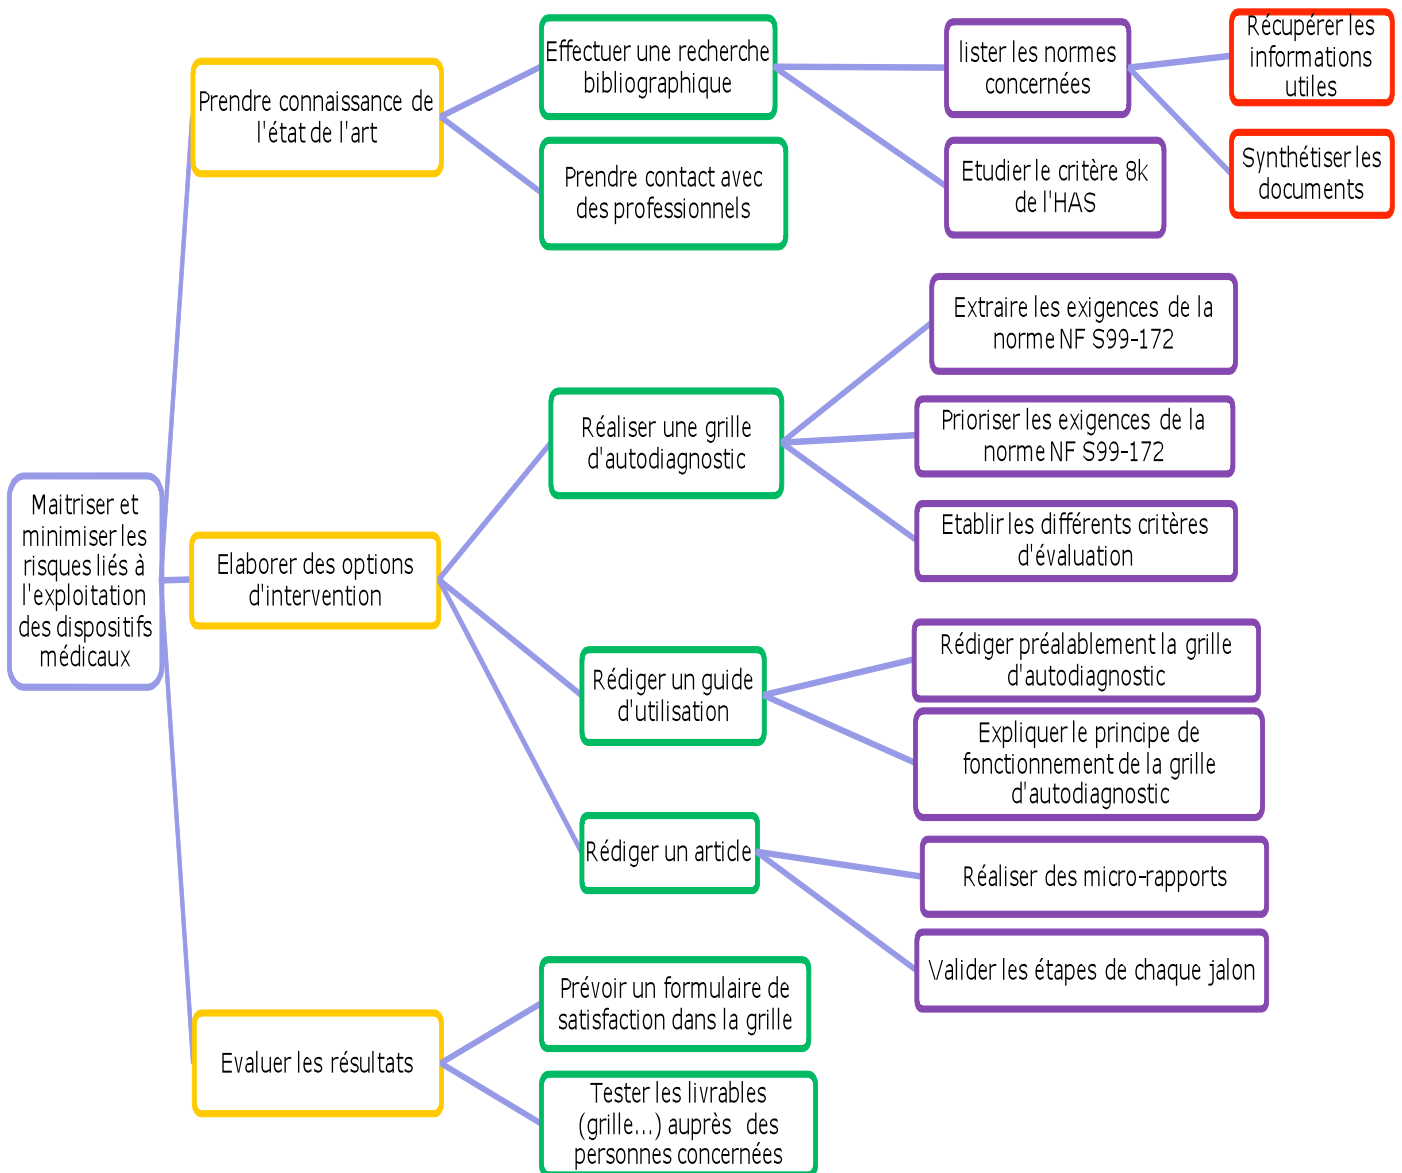 Maitriser et
minimiser les
risques liés à
l'exploitation
des dispositifs
médicaux
Prendre connaissance de
l'état de l'art
Effectuer une recherche
bibliographique
lister les normes
concernées
Récupérer les
informations
utiles
Synthétiser les
documents
Etudier le critère 8k
de l'HAS
Prendre contact avec
des professionnels
Elaborer des options
d'intervention
Réaliser une grille
d'autodiagnostic
Extraire les exigences de la
norme NF S99-172
Prioriser les exigences de la
norme NF S99-172
Etablir les différents critères
d'évaluation
Rédiger un guide
d'utilisation
Rédiger préalablement la grille
d'autodiagnostic
Expliquer le principe de
fonctionnement de la grille
d'autodiagnostic
Rédiger un article
Réaliser des micro-rapports
Valider les étapes de chaque jalon
Evaluer les résultats
Prévoir un formulaire de
satisfaction dans la grille
Tester les livrables
(grille...) auprès des
personnes concernées